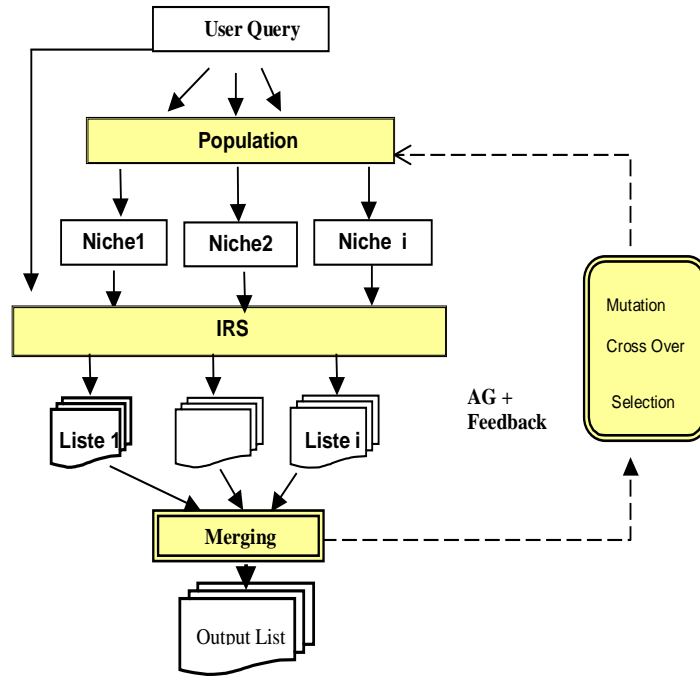 User Query
Population
Niche1
Niche2
Niche i
IRS
Mutation
Cross Over
Selection
AG +
Feedback
Liste 1
Liste i
Merging
Output List